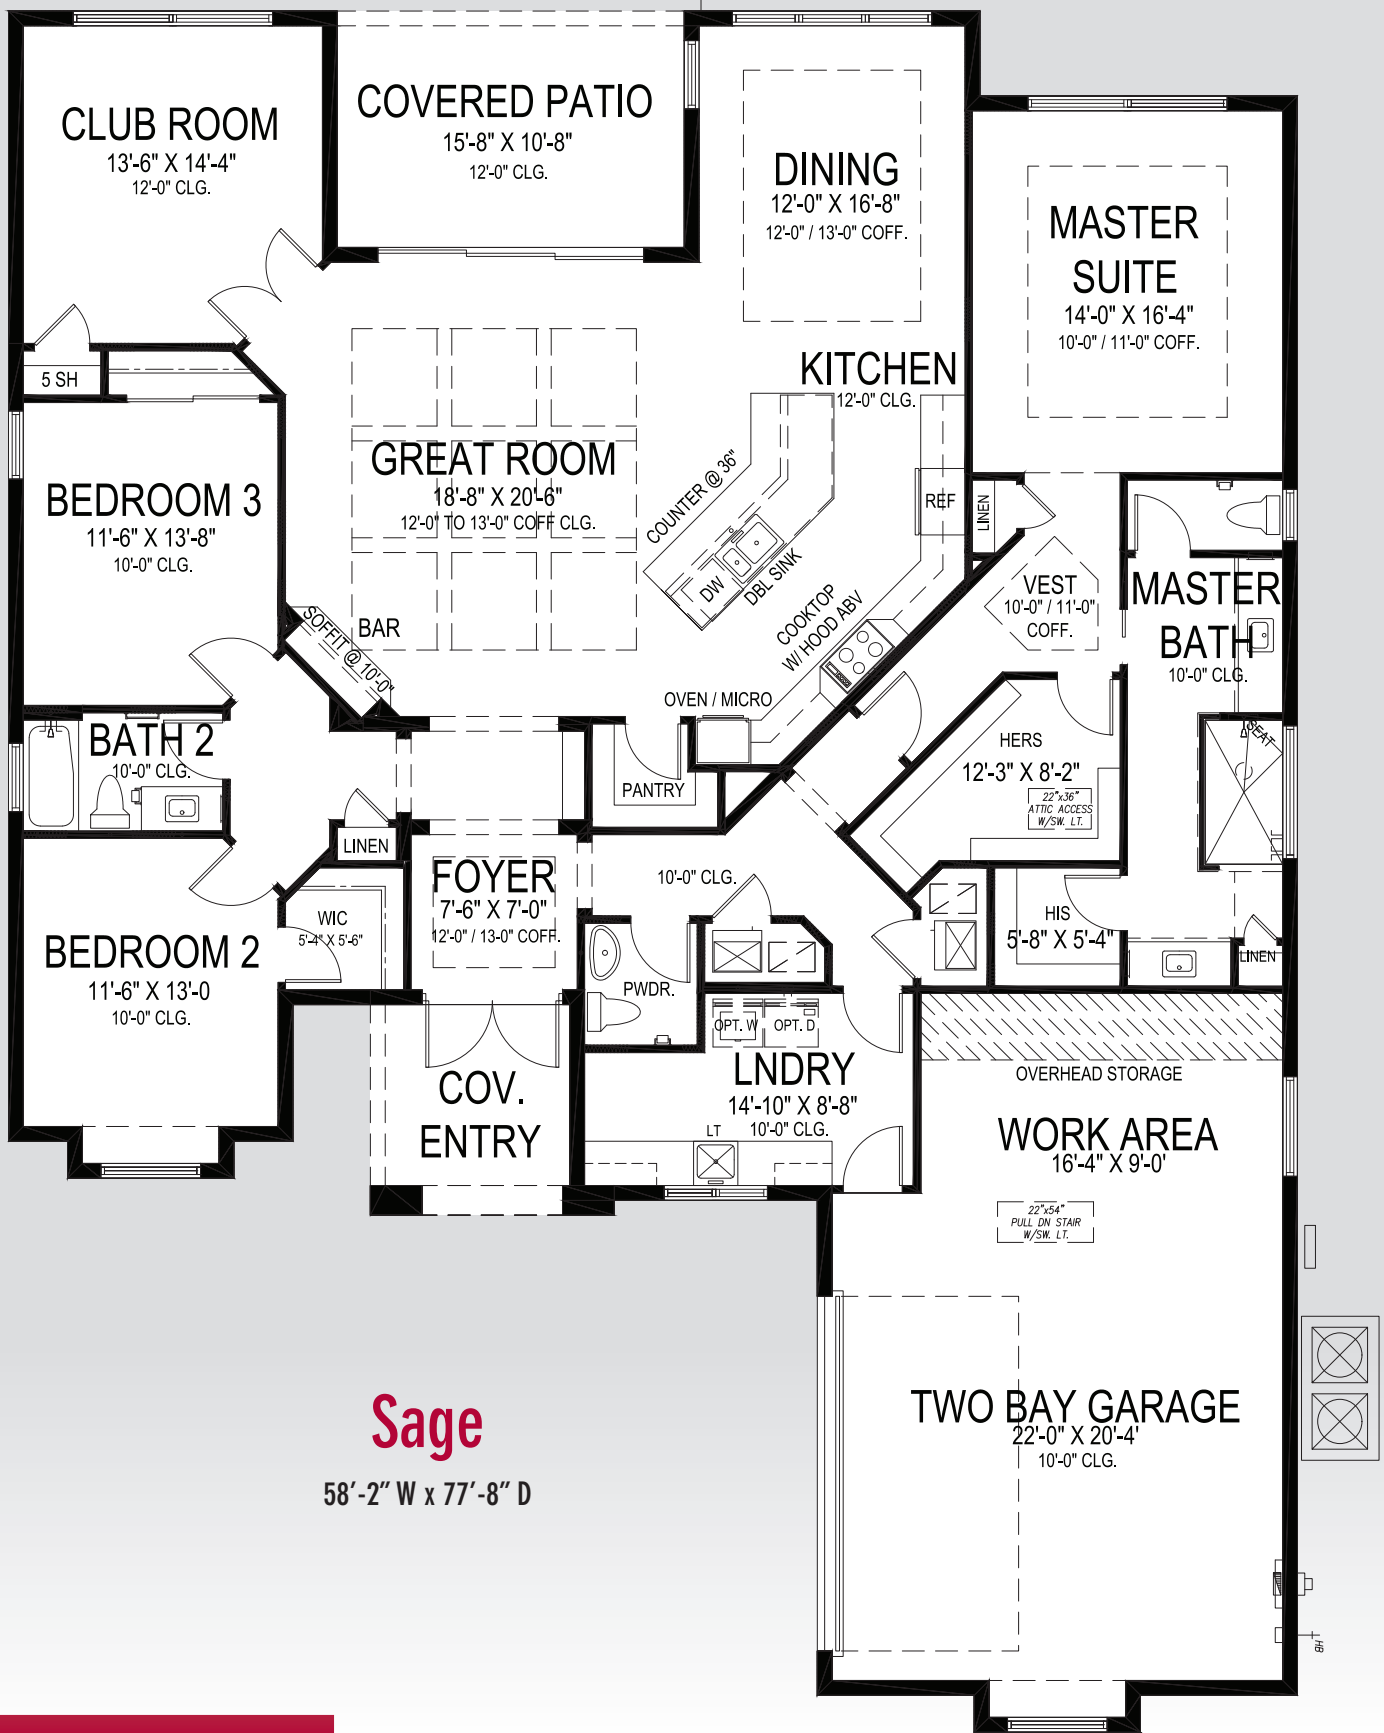 CLUB ROOM
13'-6" X 14'-4"
12'-0" CLG.
COVERED PATIO
15'-8" X 10'-8"
12'-0" CLG.
DINING
12'-0" X 16'-8"
12'-0" / 13'-0" COFF.
MASTER
SUITE
14'-0" X 16'-4"
10'-0" / 11'-0" COFF.
5 SH
KITCHEN
12'-0" CLG.
GREAT ROOM
18'-8" X 20'-6"
12'-0" TO 13'-0" COFF CLG.
COUNTER @ 36"
REF
LINEN
BEDROOM 3
11'-6" X 13'-8"
10'-0" CLG.
DW
DBL SINK
COOKTOP
W/ HOOD ABV
VEST
10'-0" / 11'-0"
COFF.
MASTER
BATH
10'-0" CLG.
SOFFIT @ 10'-0"
BAR
OVEN / MICRO
BATH 2
10'-0" CLG.
PANTRY
HERS
12'-3" X 8'-2"
22"x36"
ATTIC ACCESS
W/SW. LT.
SEAT
LINEN
FOYER
7'-6" X 7'-0"
12'-0" / 13-0" COFF.
10'-0" CLG.
WIC
5'-4" X 5'-6"
HIS
5'-8" X 5'-4"
LINEN
BEDROOM 2
11'-6" X 13'-0
10'-0" CLG.
PWDR.
OPT. W
OPT. D
LNDRY
14'-10" X 8'-8"
10'-0" CLG.
LT
COV.
ENTRY
OVERHEAD STORAGE
WORK AREA
16'-4" X 9'-0'
22"x54"
PULL DN STAIR
W/SW. LT.
TWO BAY GARAGE
22'-0" X 20'-4'
10'-0" CLG.
HB
Sage
58'-2" W x 77'-8" D